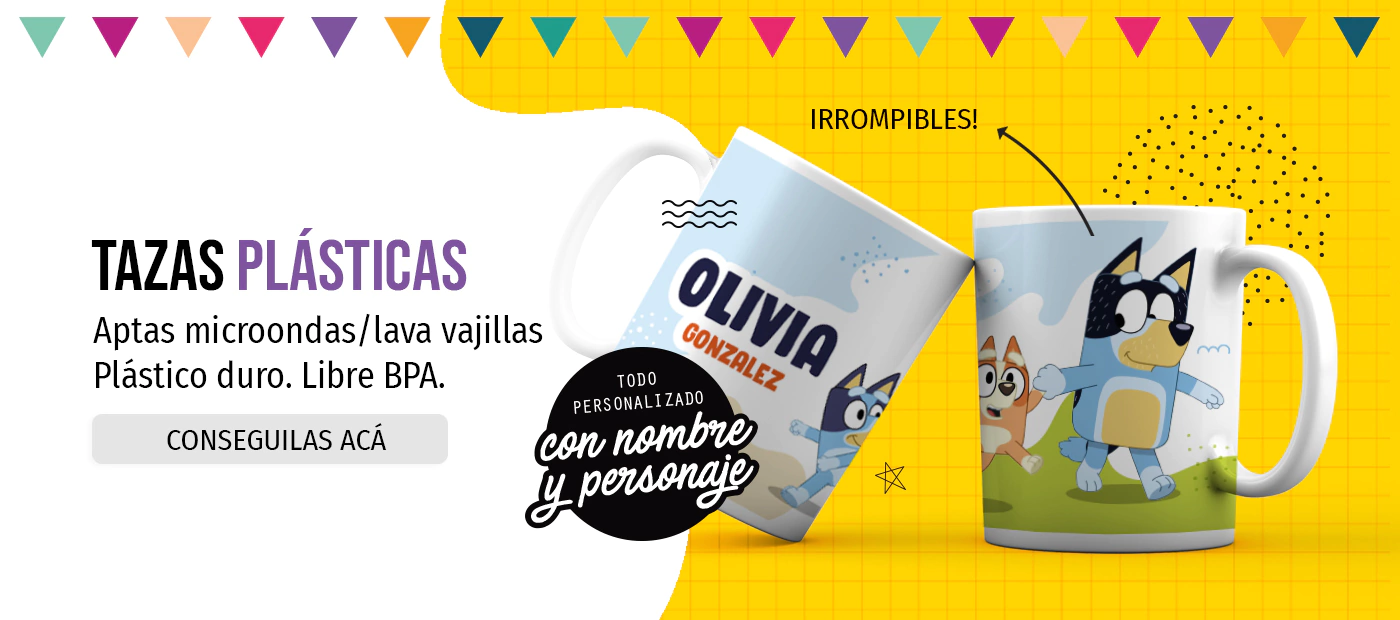 IRROMPIBLES!
TAZAS PLÁSTICAS
Aptas microondas/lava vajillas
Plástico duro. Libre BPA.
CONSEGUILAS ACÁ
OLIVIA
GONZALEZ
TODO
PERSONALIZADO
con nombre
y personaje